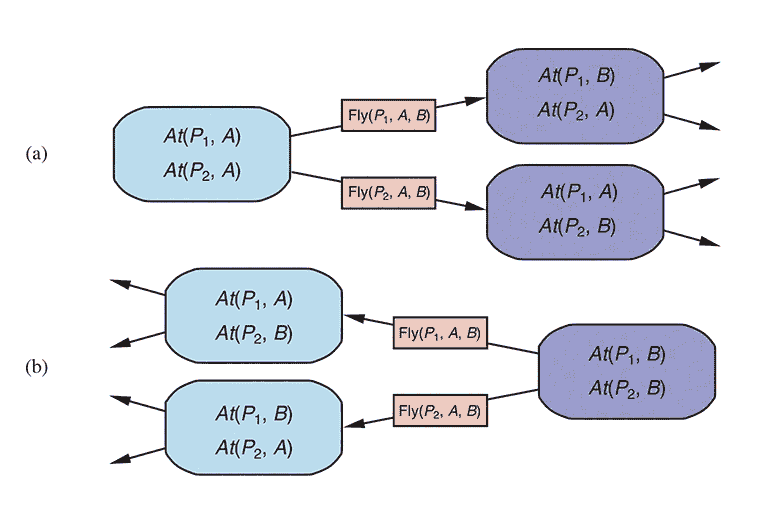 (a)
At(P₁, A)
At(P₂, A)
Fly(P₁, A, B)
Fly(P₂, A, B)
At(P₁, B)
At(P₂, A)
At(P₁, A)
At(P₂, B)
(b)
At(P₁, A)
At(P₂, B)
At(P₁, B)
At(P₂, A)
Fly(P₁, A, B)
Fly(P₂, A, B)
At(P₁, B)
At(P₂, B)